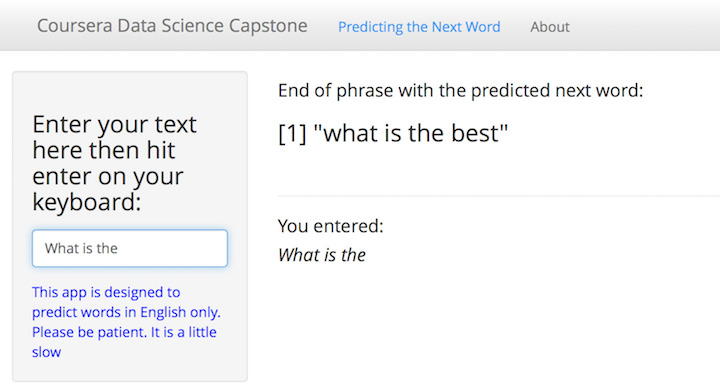 Coursera Data Science Capstone Predicting the Next Word About
Enter your text
here then hit
enter on your
keyboard:
What is the
This app is designed to
predict words in English only.
Please be patient. It is a little
slow
End of phrase with the predicted next word:
[1] "what is the best"
You entered:
What is the